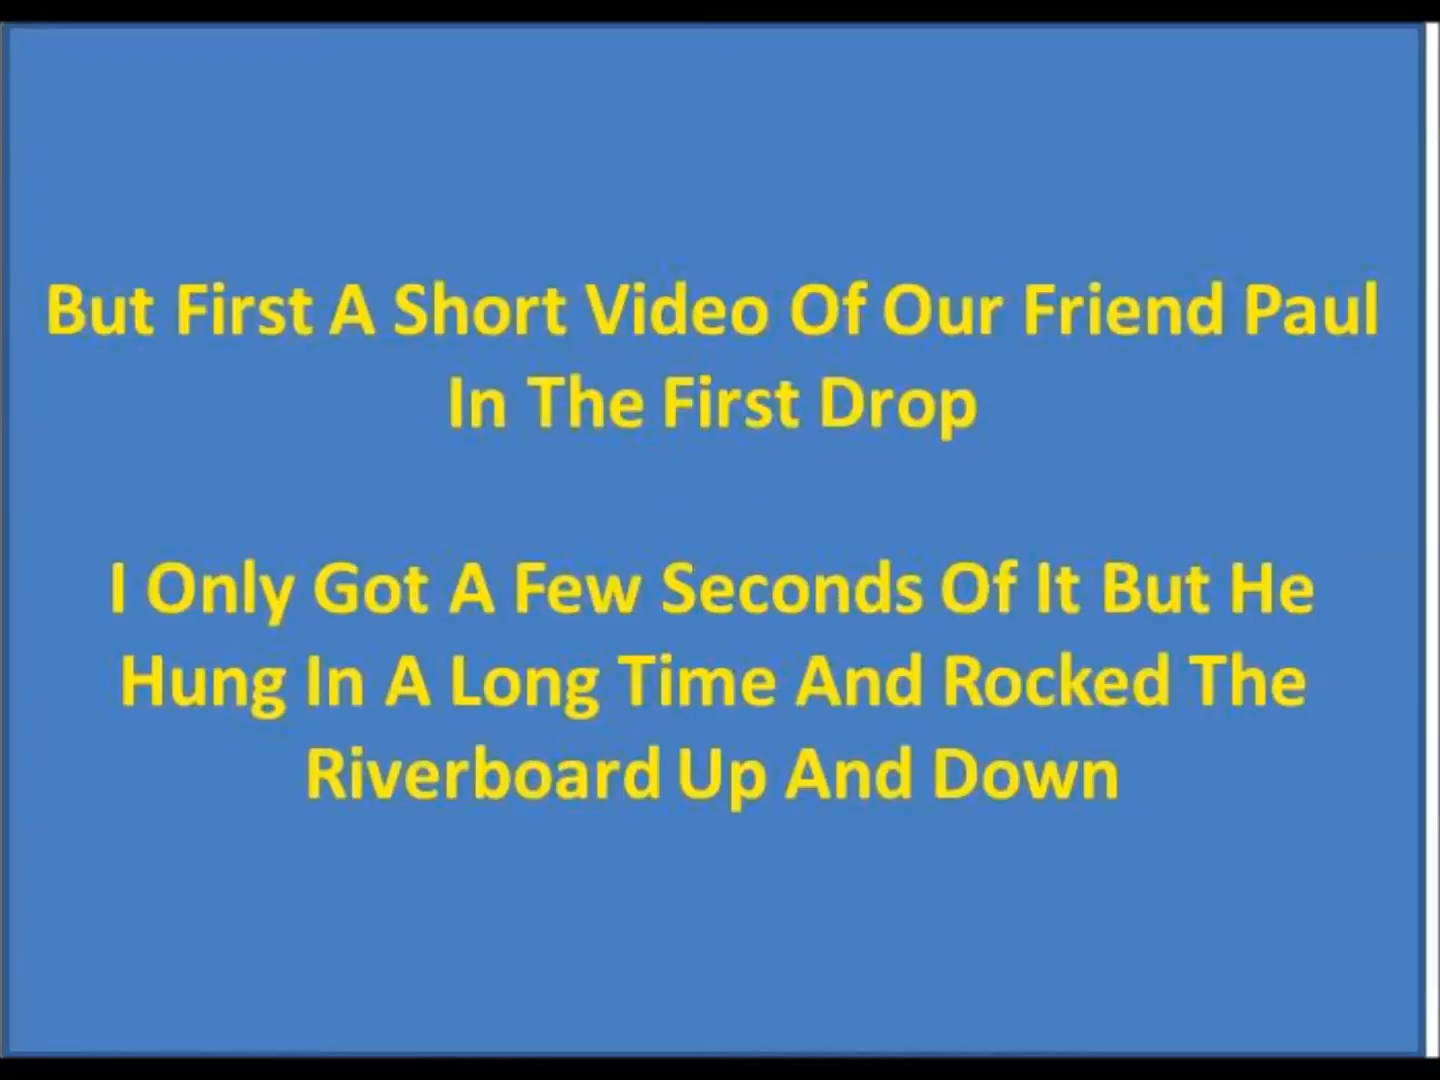 But First A Short Video Of Our Friend Paul
In The First Drop
I Only Got A Few Seconds Of It But He
Hung In A Long Time And Rocked The
Riverboard Up And Down